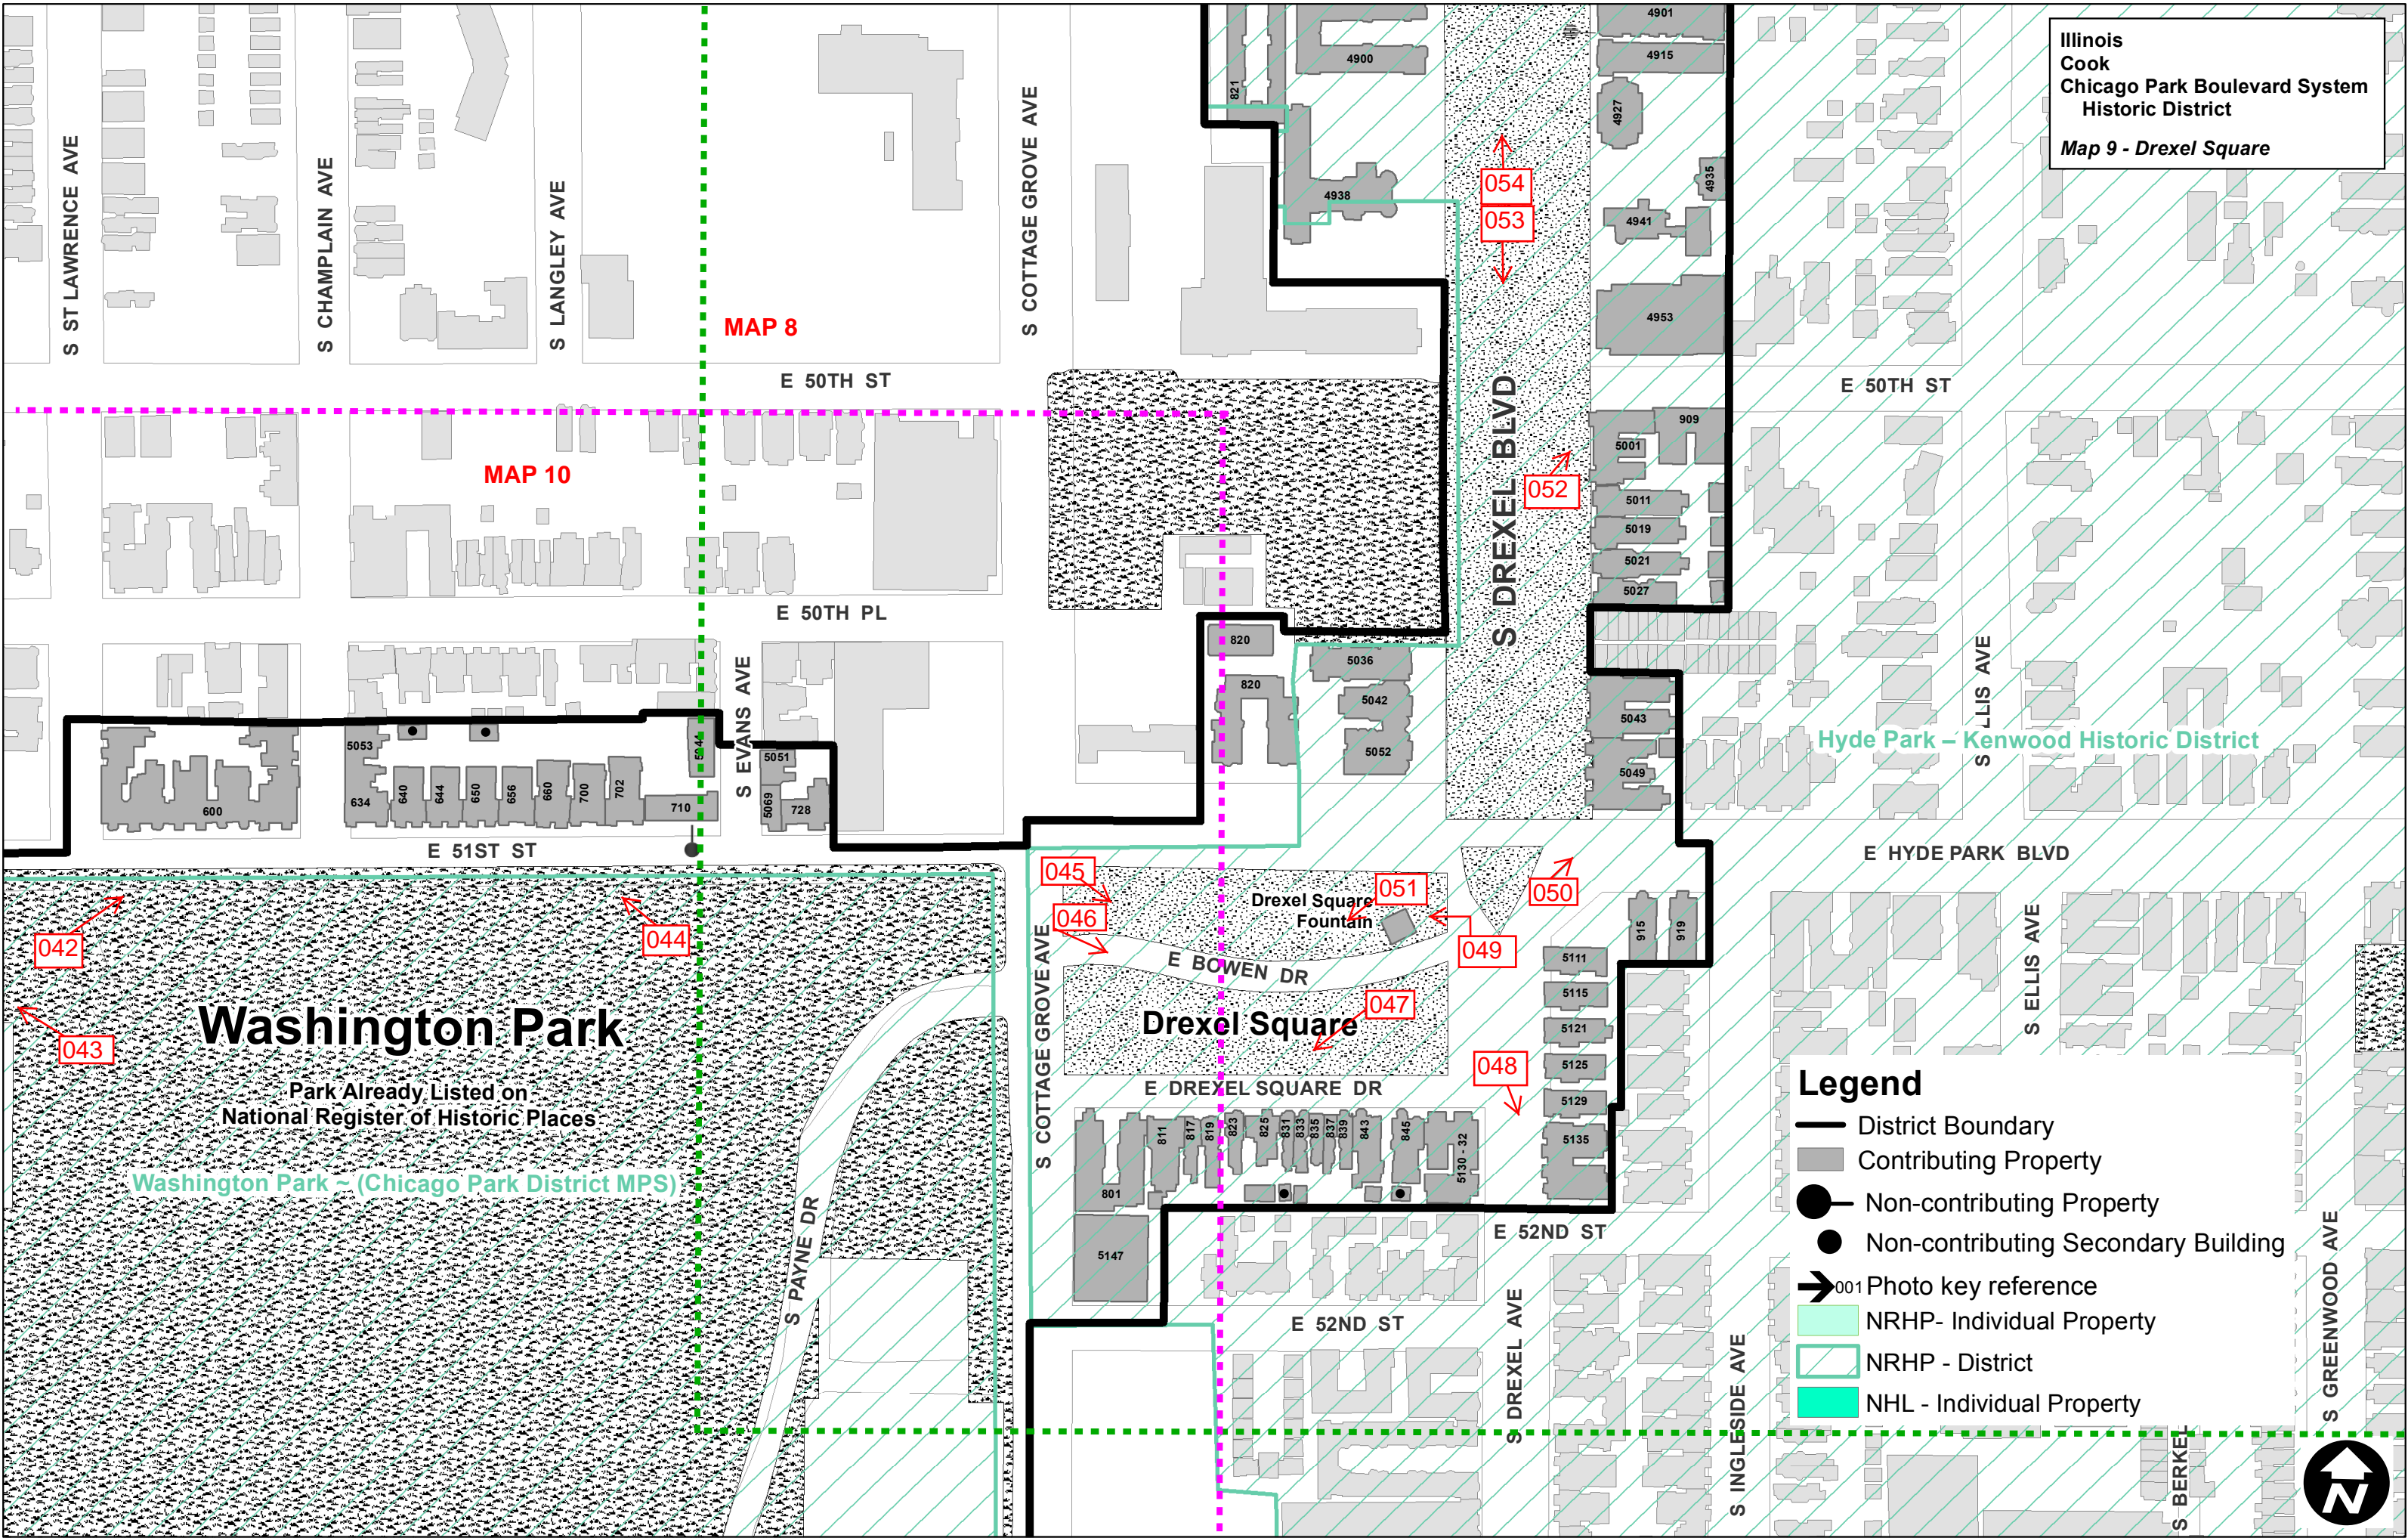 Illinois
Cook
Chicago Park Boulevard System
Historic District
Map 9 - Drexel Square
4901
4900
4915
821
4927
4938
4935
4941
4953
054
053
S ST LAWRENCE AVE
S CHAMPLAIN AVE
S LANGLEY AVE
S COTTAGE GROVE AVE
MAP 8
E 50TH ST
E 50TH ST
S DREXEL BLVD
MAP 10
909
5001
052
5011
5019
5021
5027
E 50TH PL
820
5036
820
5042
5052
5043
5049
S ELLIS AVE
Hyde Park – Kenwood Historic District
S EVANS AVE
5053
5044
5051
634
640
644
650
656
660
700
702
710
5069
728
600
E 51ST ST
E HYDE PARK BLVD
045
046
051
Drexel Square
Fountain
050
049
042
044
043
E BOWEN DR
915
919
5111
5115
5121
5125
5129
5135
S ELLIS AVE
Washington Park
Drexel Square
047
048
S COTTAGE GROVE AVE
Park Already Listed on
National Register of Historic Places
Washington Park ~ (Chicago Park District MPS)
E DREXEL SQUARE DR
801
811
817
819
823
825
831
833
835
837
839
843
845
5130 - 32
5147
E 52ND ST
E 52ND ST
S PAYNE DR
S DREXEL AVE
S INGLESIDE AVE
S BERKEL
S GREENWOOD AVE
Legend
District Boundary
Contributing Property
Non-contributing Property
Non-contributing Secondary Building
001 Photo key reference
NRHP- Individual Property
NRHP - District
NHL - Individual Property
N